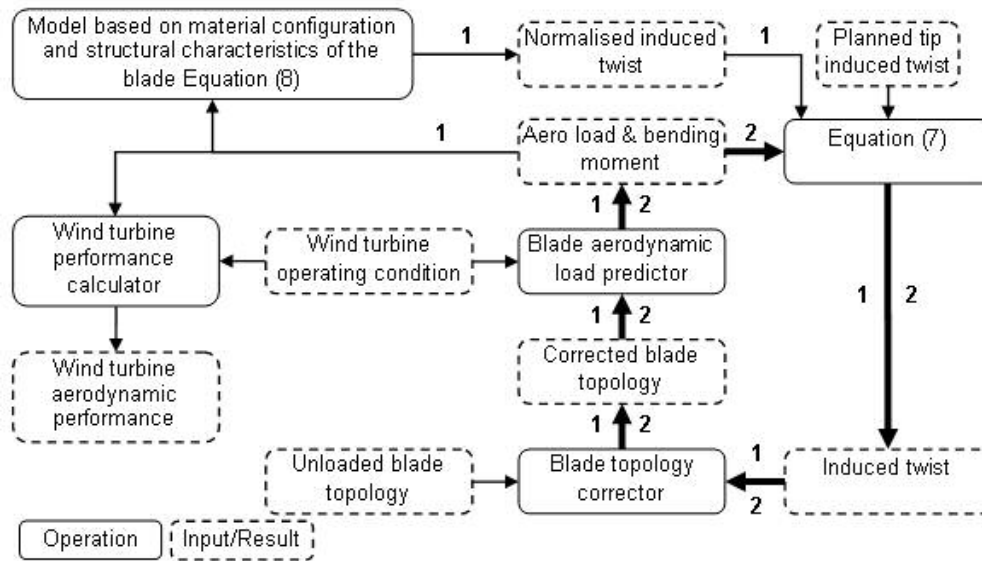 Model based on material configuration
and structural characteristics of the
blade Equation (8)
1
Normalised induced
twist
1
Planned tip
induced twist
1
Aero load & bending
moment
2
Equation (7)
1 2
Wind turbine
performance
calculator
Wind turbine
operating condition
Blade aerodynamic
load predictor
1 2
1 2
Wind turbine
aerodynamic
performance
Corrected blade
topology
1 2
Unloaded blade
topology
Blade topology
corrector
1
2
Induced twist
Operation
Input/Result